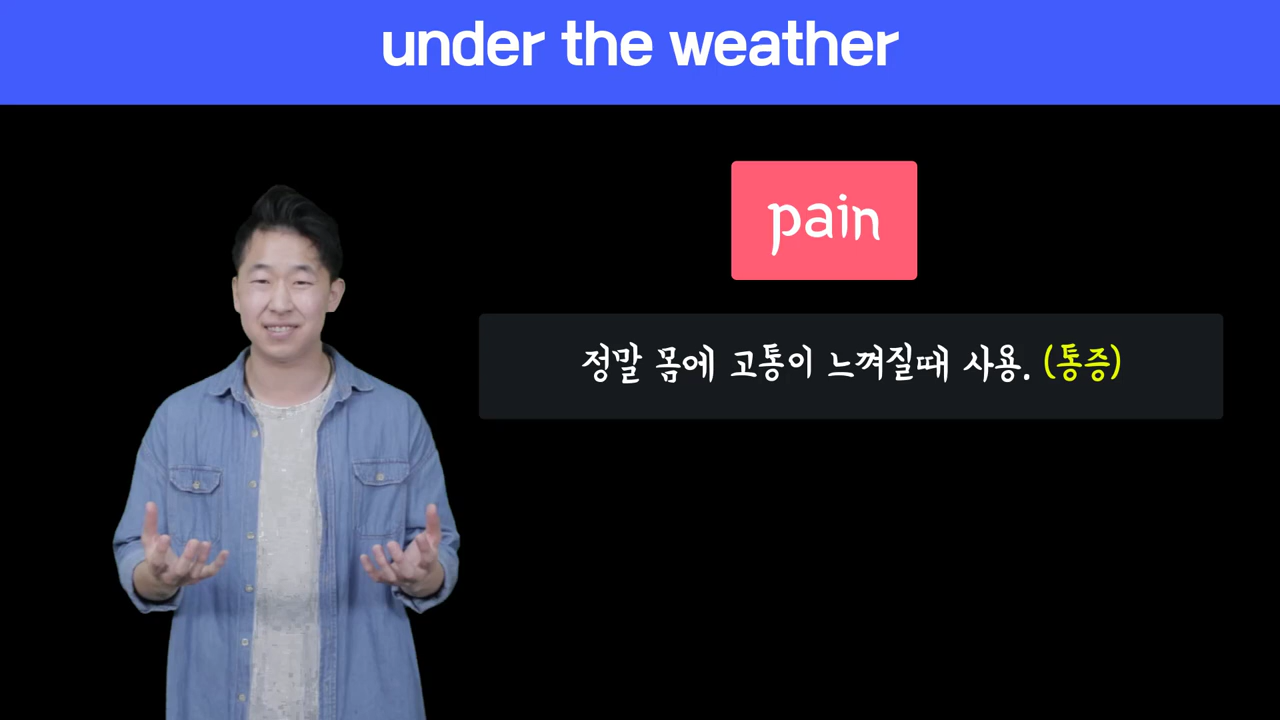 under the weather
pain
정말 몸에 고통이 느껴질때 사용. (통증)